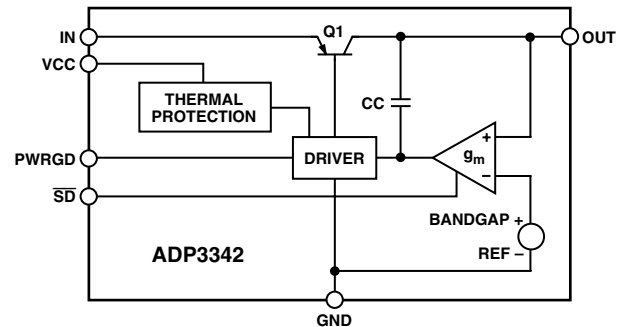 IN
Q1
OUT
VCC
THERMAL
PROTECTION
CC
+
gm
−
PWRGD
DRIVER
SD
BANDGAP +
REF −
ADP3342
GND